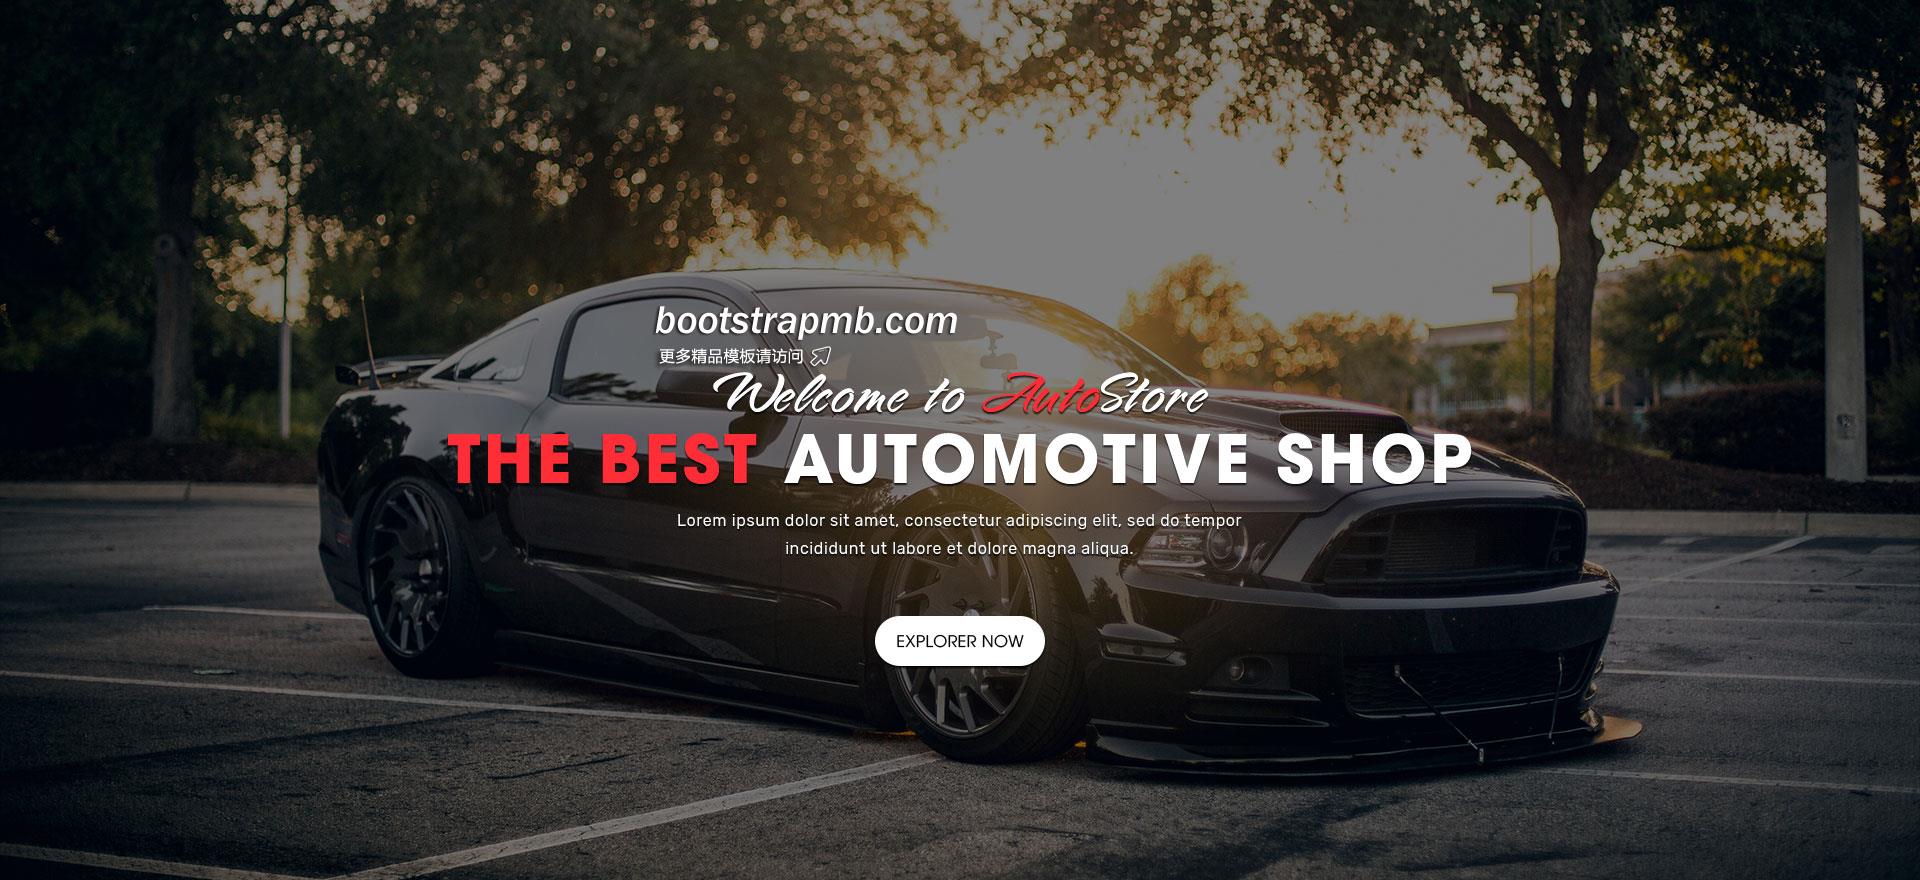 bootstrapmb.com
更多精品模板请访问
Welcome to AutoStore
THE BEST AUTOMOTIVE SHOP
Lorem ipsum dolor sit amet, consectetur adipiscing elit, sed do tempor
incididunt ut labore et dolore magna aliqua.
EXPLORER NOW